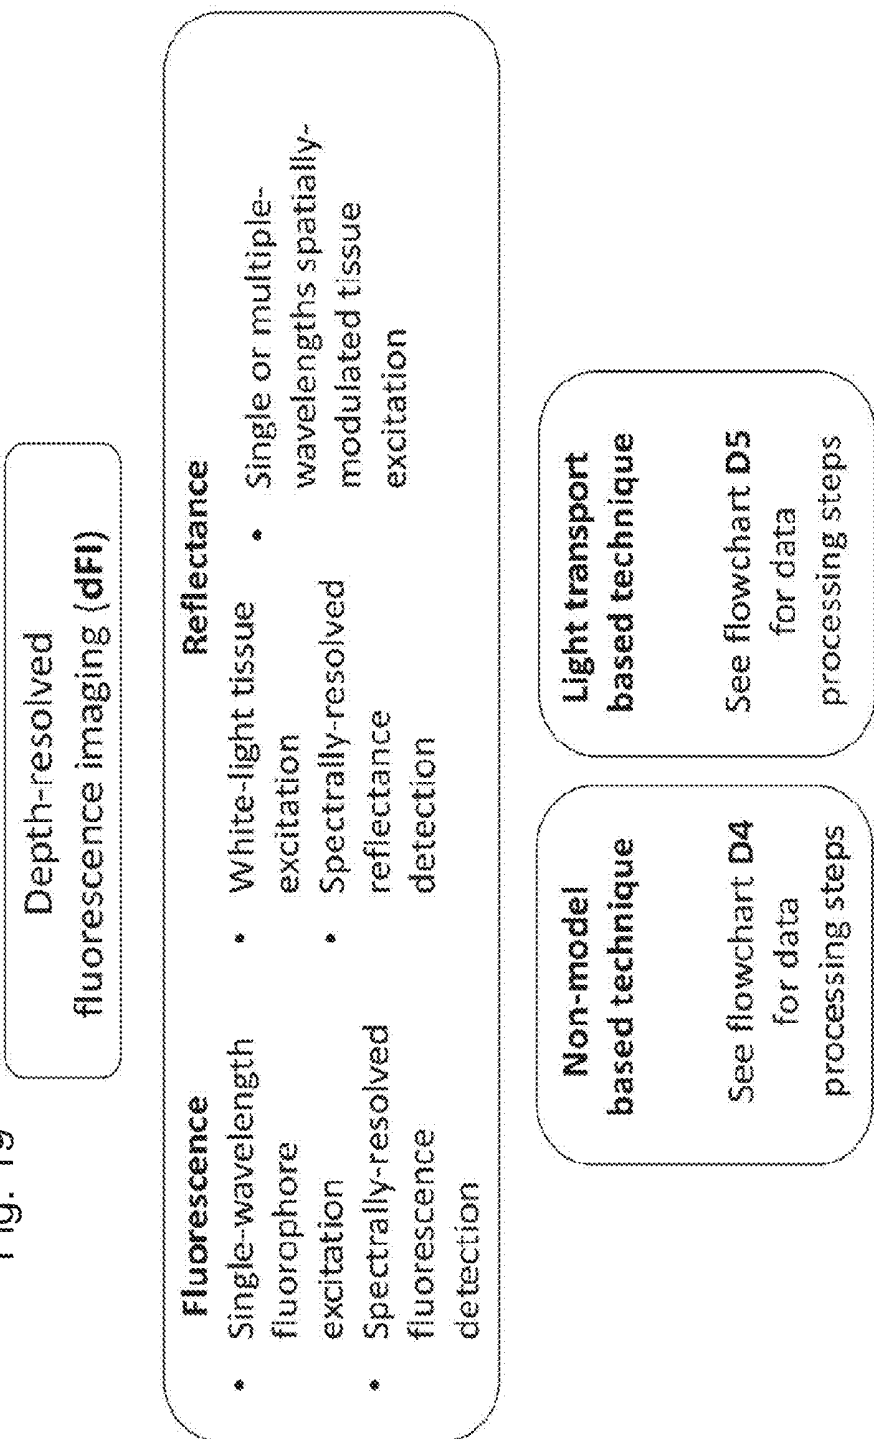 Fig. 19
Depth-resolved
fluorescence imaging (dFI)
Fluorescence
• Single-wavelength
fluorophore
excitation
• Spectrally-resolved
fluorescence
detection
Reflectance
• White-light tissue
excitation
• Spectrally-resolved
reflectance
detection
• Single or multiple-
wavelengths spatially-
modulated tissue
excitation
Non-model
based technique
See flowchart D4
for data
processing steps
Light transport
based technique
See flowchart D5
for data
processing steps